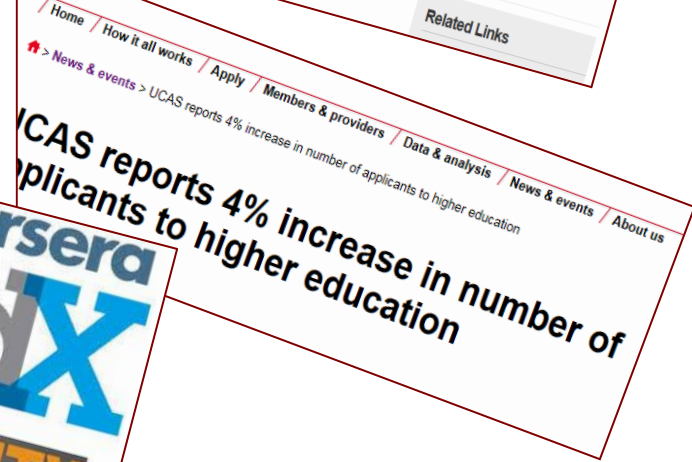 Related Links
Home / How it all works / Apply / Members & providers / Data & analysis / News & events / About us
> News & events > UCAS reports 4% increase in number of applicants to higher education
UCAS reports 4% increase in number of
applicants to higher education
rsera
dX